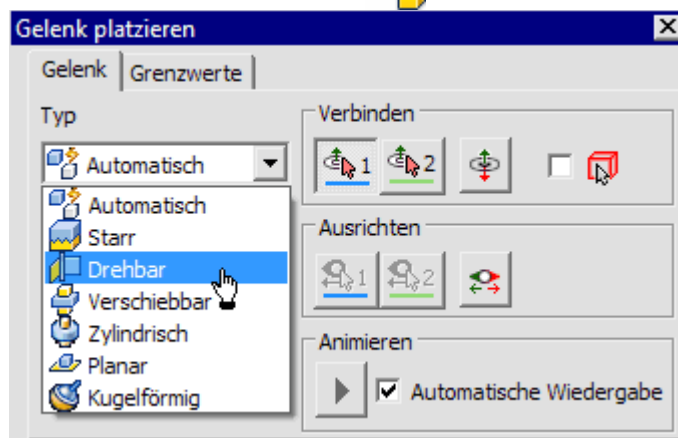 Gelenk platzieren
Gelenk Grenzwerte
Typ
Automatisch
Automatisch
Starr
Drehbar
Verschiebbar
Zylindrisch
Planar
Kugelförmig
Verbinden
1 2
Ausrichten
1 2
Animieren
Automatische Wiedergabe